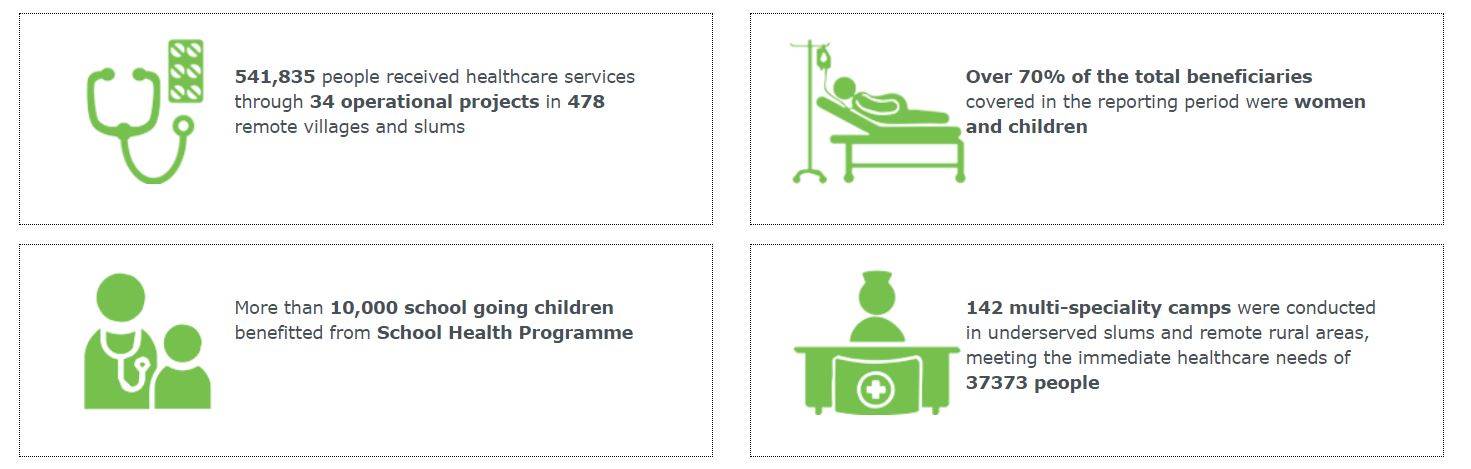 541,835 people received healthcare services
through 34 operational projects in 478
remote villages and slums
Over 70% of the total beneficiaries
covered in the reporting period were women
and children
More than 10,000 school going children
benefitted from School Health Programme
142 multi-speciality camps were conducted
in underserved slums and remote rural areas,
meeting the immediate healthcare needs of
37373 people